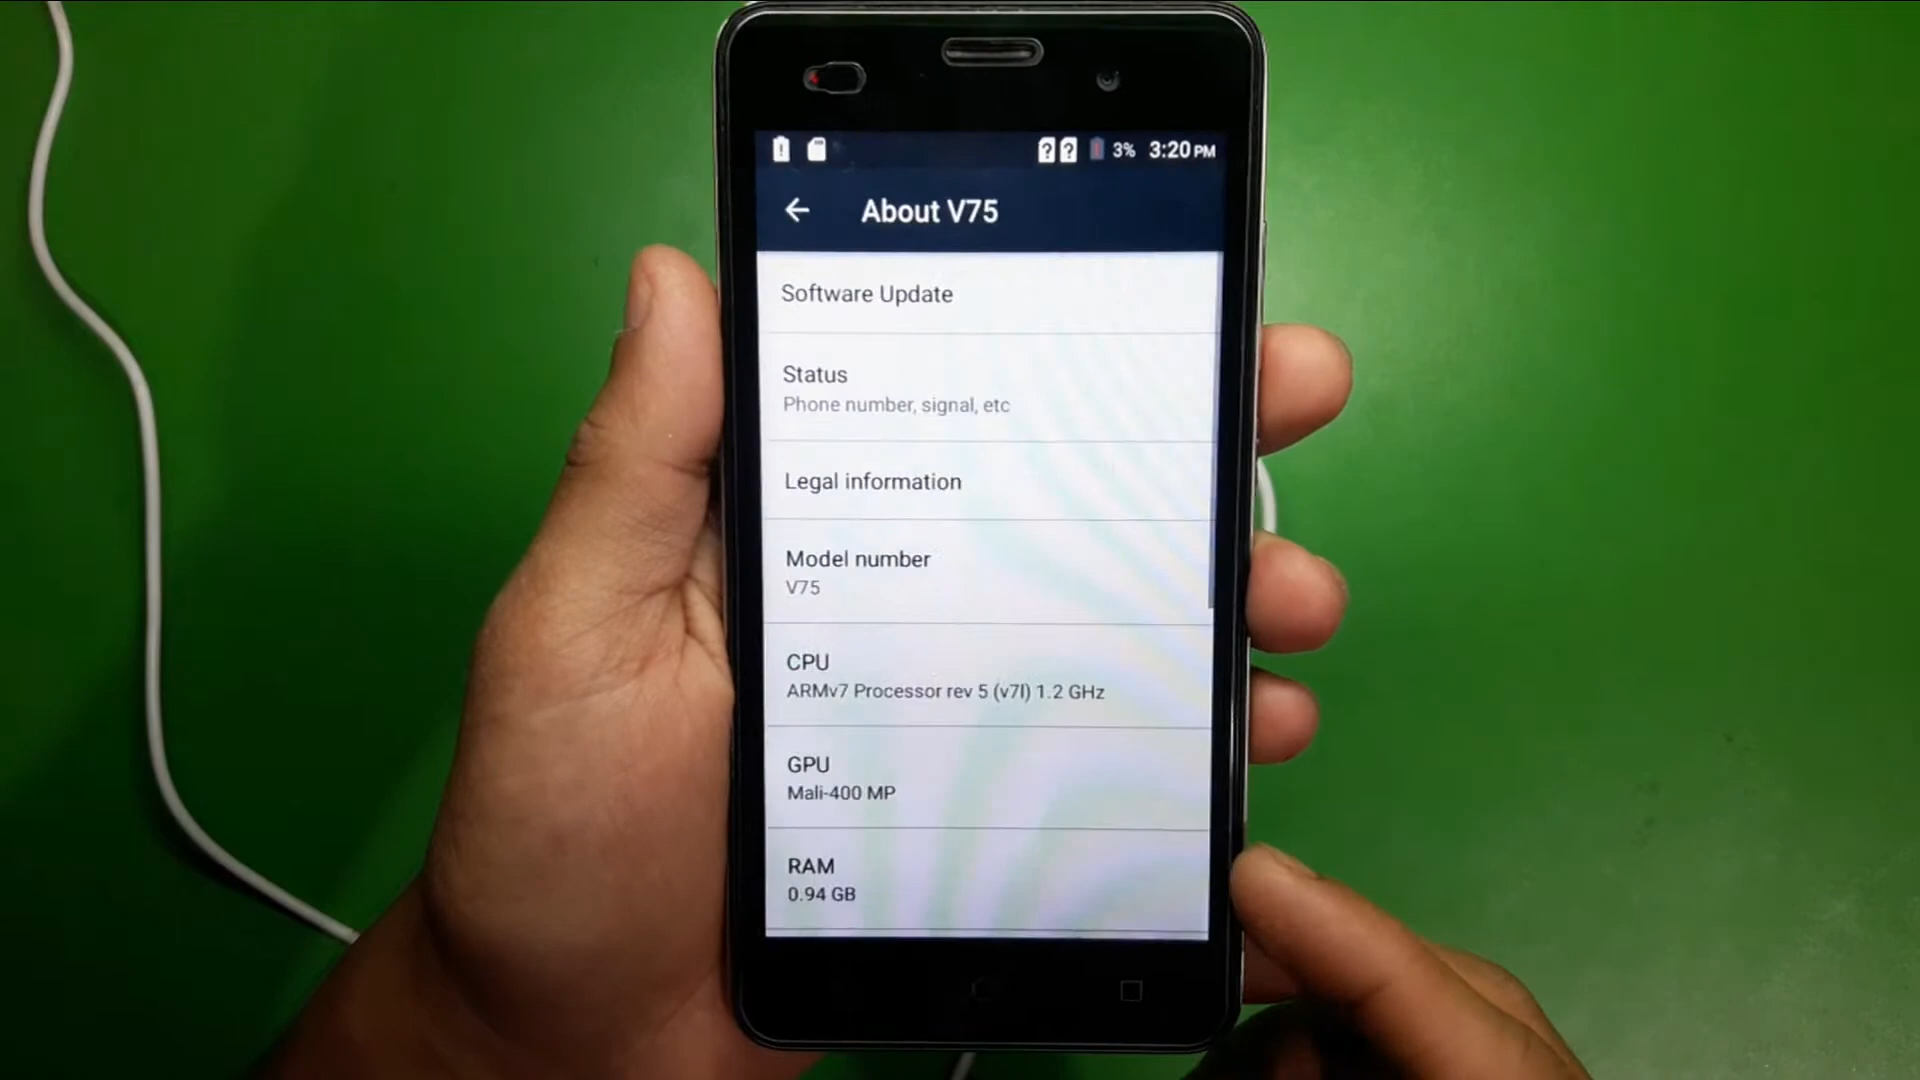 3% 3:20 PM
About V75
Software Update
Status
Phone number, signal, etc
Legal information
Model number
V75
CPU
ARMv7 Processor rev 5 (v7l) 1.2 GHz
GPU
Mali-400 MP
RAM
0.94 GB